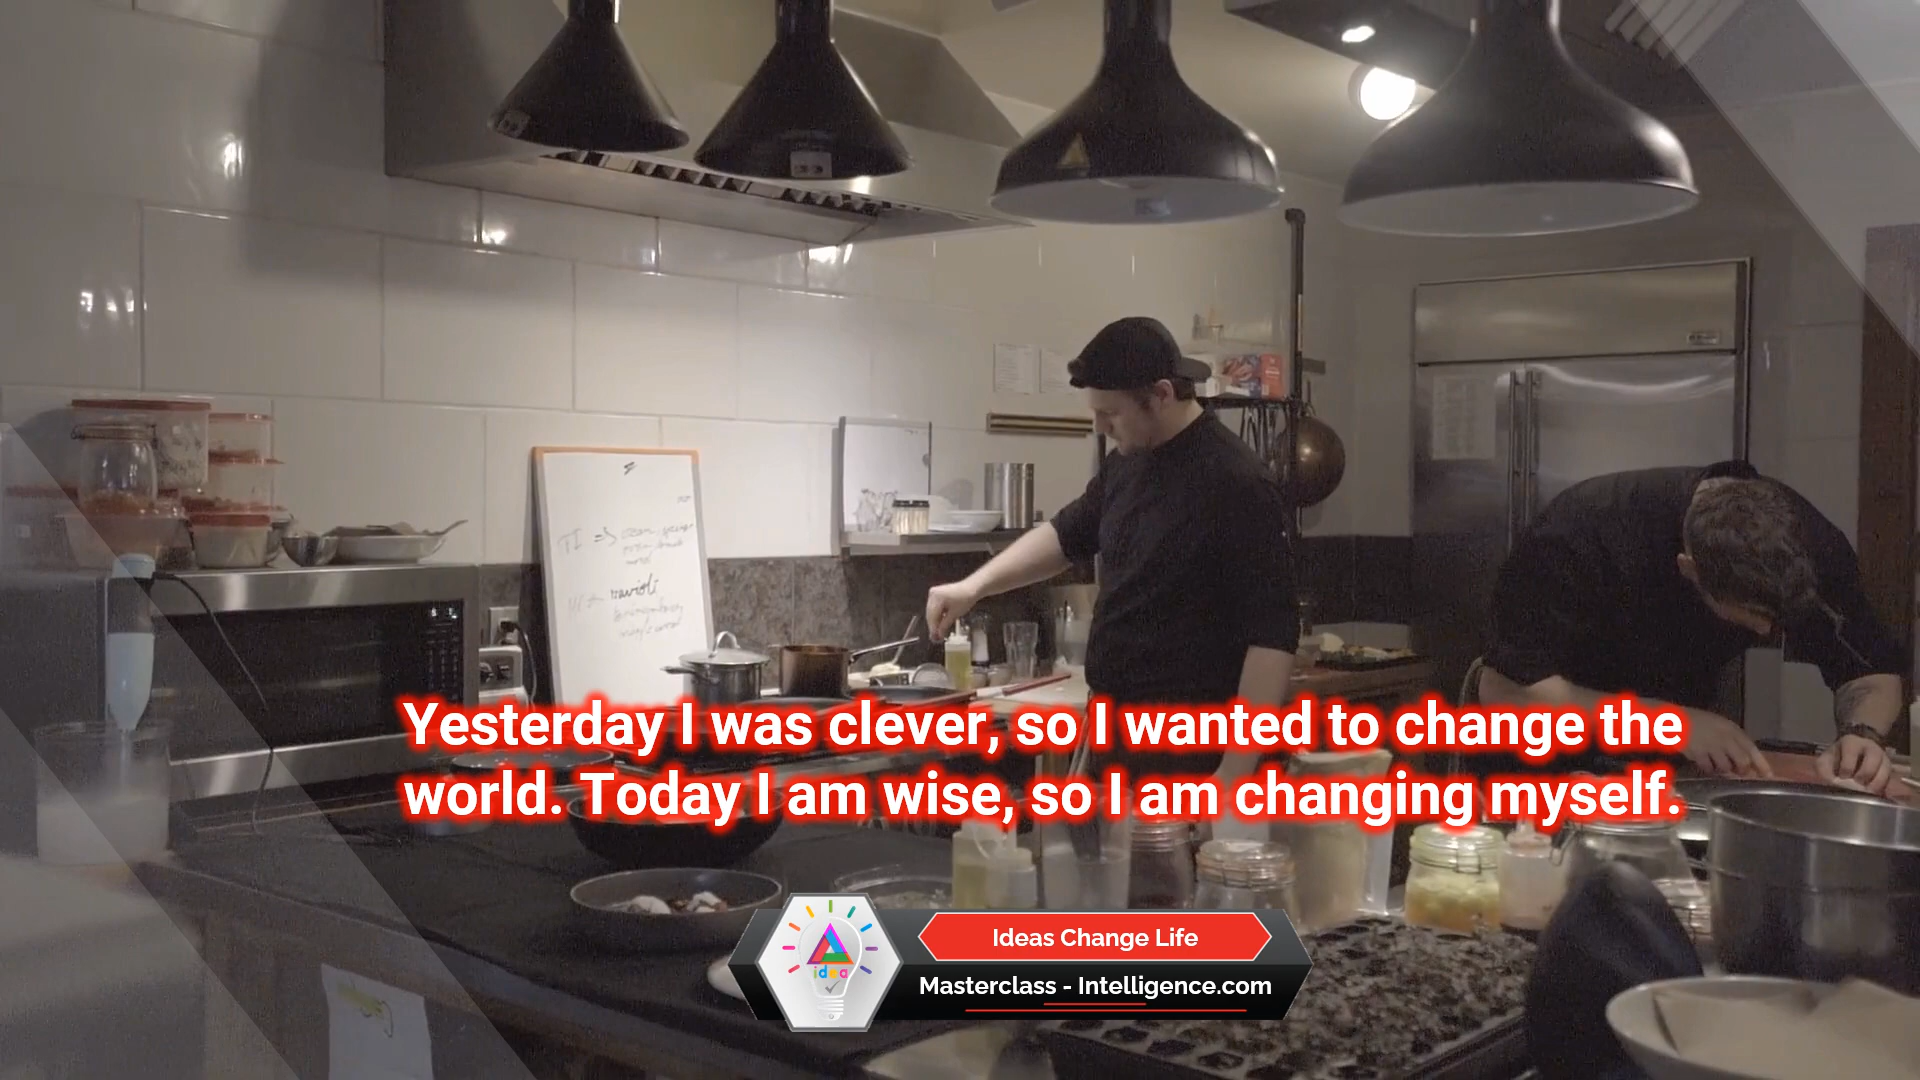 ravioli
Yesterday I was clever, so I wanted to change the
world. Today I am wise, so I am changing myself.
idea
Ideas Change Life
Masterclass - Intelligence.com